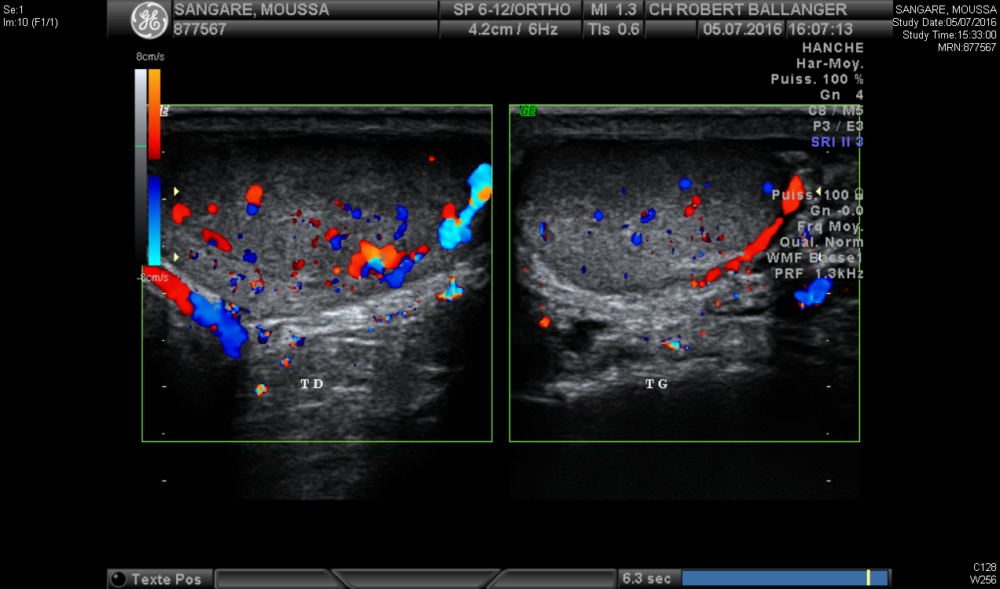 Se:1
Im:10 (F1/1)
GE
SANGARE, MOUSSA
877567
SP 6-12/ORTHO
4.2cm / 6Hz
MI 1.3
TIs 0.6
CH ROBERT BALLANGER
05.07.2016
16:07:13
SANGARE, MOUSSA
Study Date:05/07/2016
Study Time:15:33:00
MRN:877567
8cm/s
-8cm/s
GE
HANCHE
Har-Moy.
Puiss. 100 %
Gn 4
C8 / M5
P3 / E3
SRI II 3
Puiss. 100
Gn -0.0
Frq Moy.
Qual. Norm
WMF Basse1
PRF 1.3kHz
T D
T G
Texte Pos
6.3 sec
C128
W256